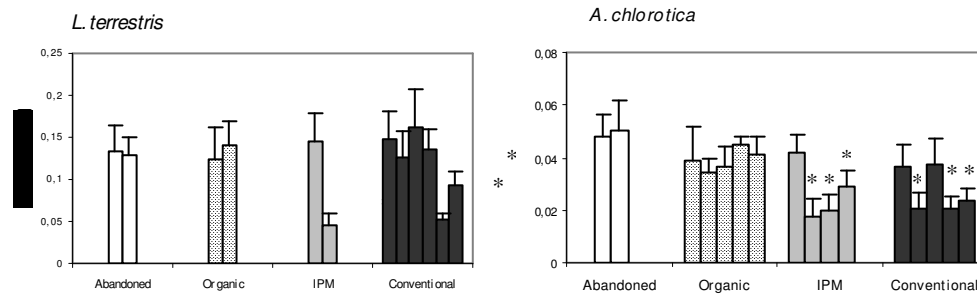 L. terrestris
A. chlorotica
0,25
0,2
0,15
0,1
0,05
0
Abandoned
Organic
IPM
Conventional
*
*
0,08
0,06
0,04
0,02
0,00
* * *
* * *
Abandoned
Organic
IPM
Conventional